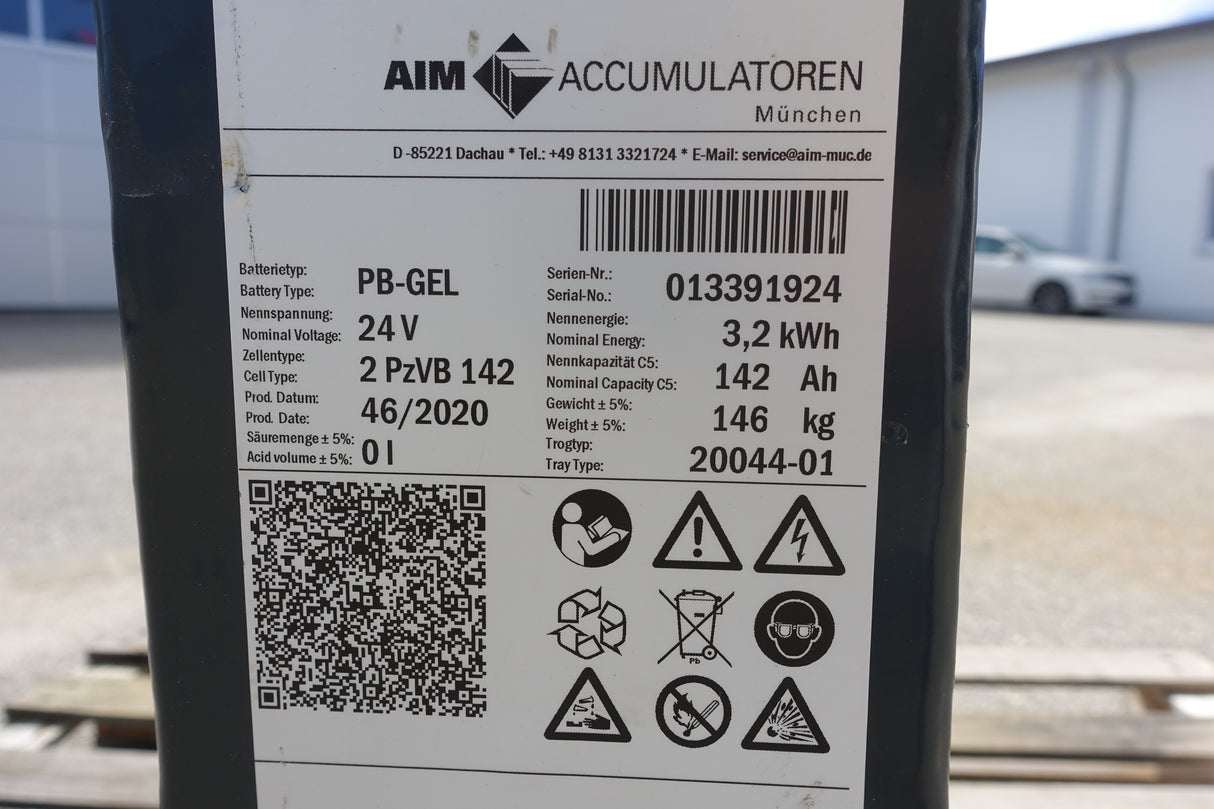 AIM ACCUMULATOREN
München
D -85221 Dachau * Tel.: +49 8131 3321724 * E-Mail: service@aim-muc.de
Batterietyp:
Battery Type: PB-GEL
Nennspannung:
Nominal Voltage: 24 V
Zellentype:
Cell Type: 2 PzVB 142
Prod. Datum:
Prod. Date: 46/2020
Säuremenge ± 5%:
Acid volume ± 5%: 0 l
Serien-Nr.:
Serial-No.: 013391924
Nennenergie:
Nominal Energy: 3,2 kWh
Nennkapazität C5:
Nominal Capacity C5: 142 Ah
Gewicht ± 5%:
Weight ± 5%: 146 kg
Trogtyp:
Tray Type: 20044-01
Pb